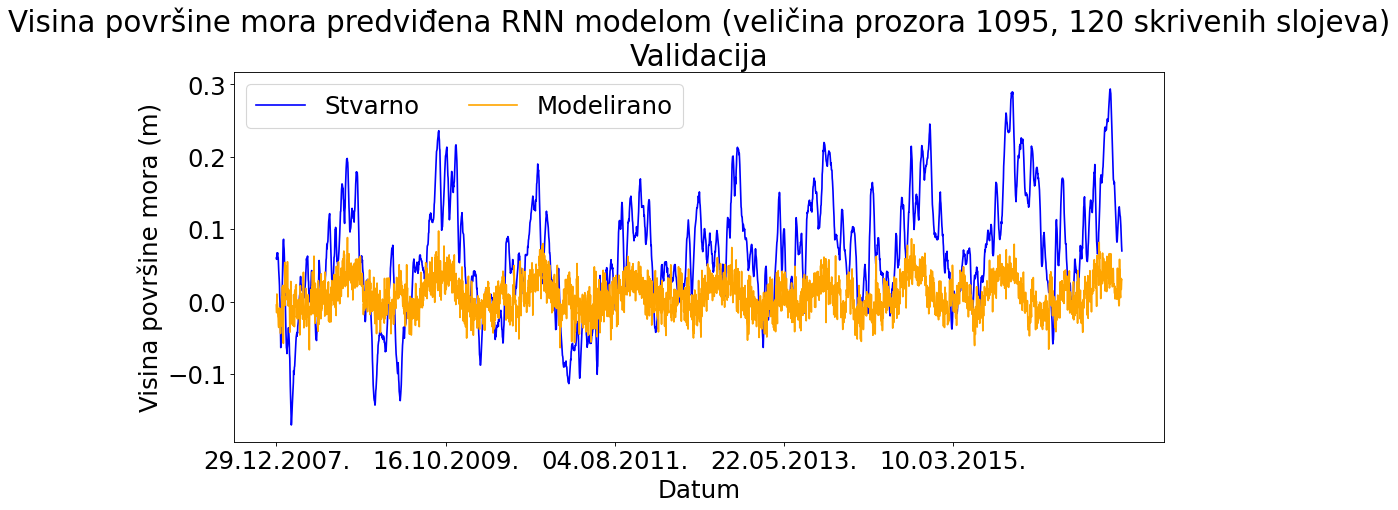 Visina površine mora predviđena RNN modelom (veličina prozora 1095, 120 skrivenih slojeva)
Validacija
Stvarno
Modelirano
Visina površine mora (m)
0.3
0.2
0.1
0.0
−0.1
29.12.2007.
16.10.2009.
04.08.2011.
22.05.2013.
10.03.2015.
Datum